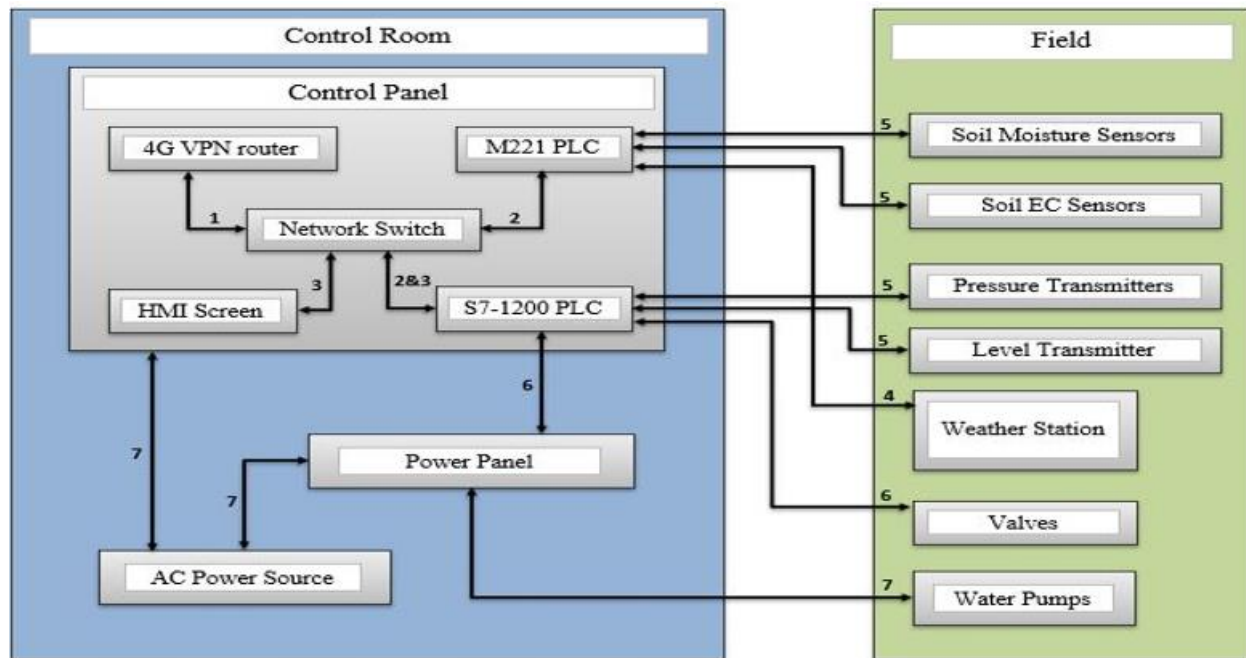 Control Room
Field
Control Panel
4G VPN router
M221 PLC
5
Soil Moisture Sensors
5
Soil EC Sensors
1
2
Network Switch
3
2&3
5
Pressure Transmitters
HMI Screen
S7-1200 PLC
5
Level Transmitter
6
4
Weather Station
7
Power Panel
7
6
Valves
AC Power Source
7
Water Pumps